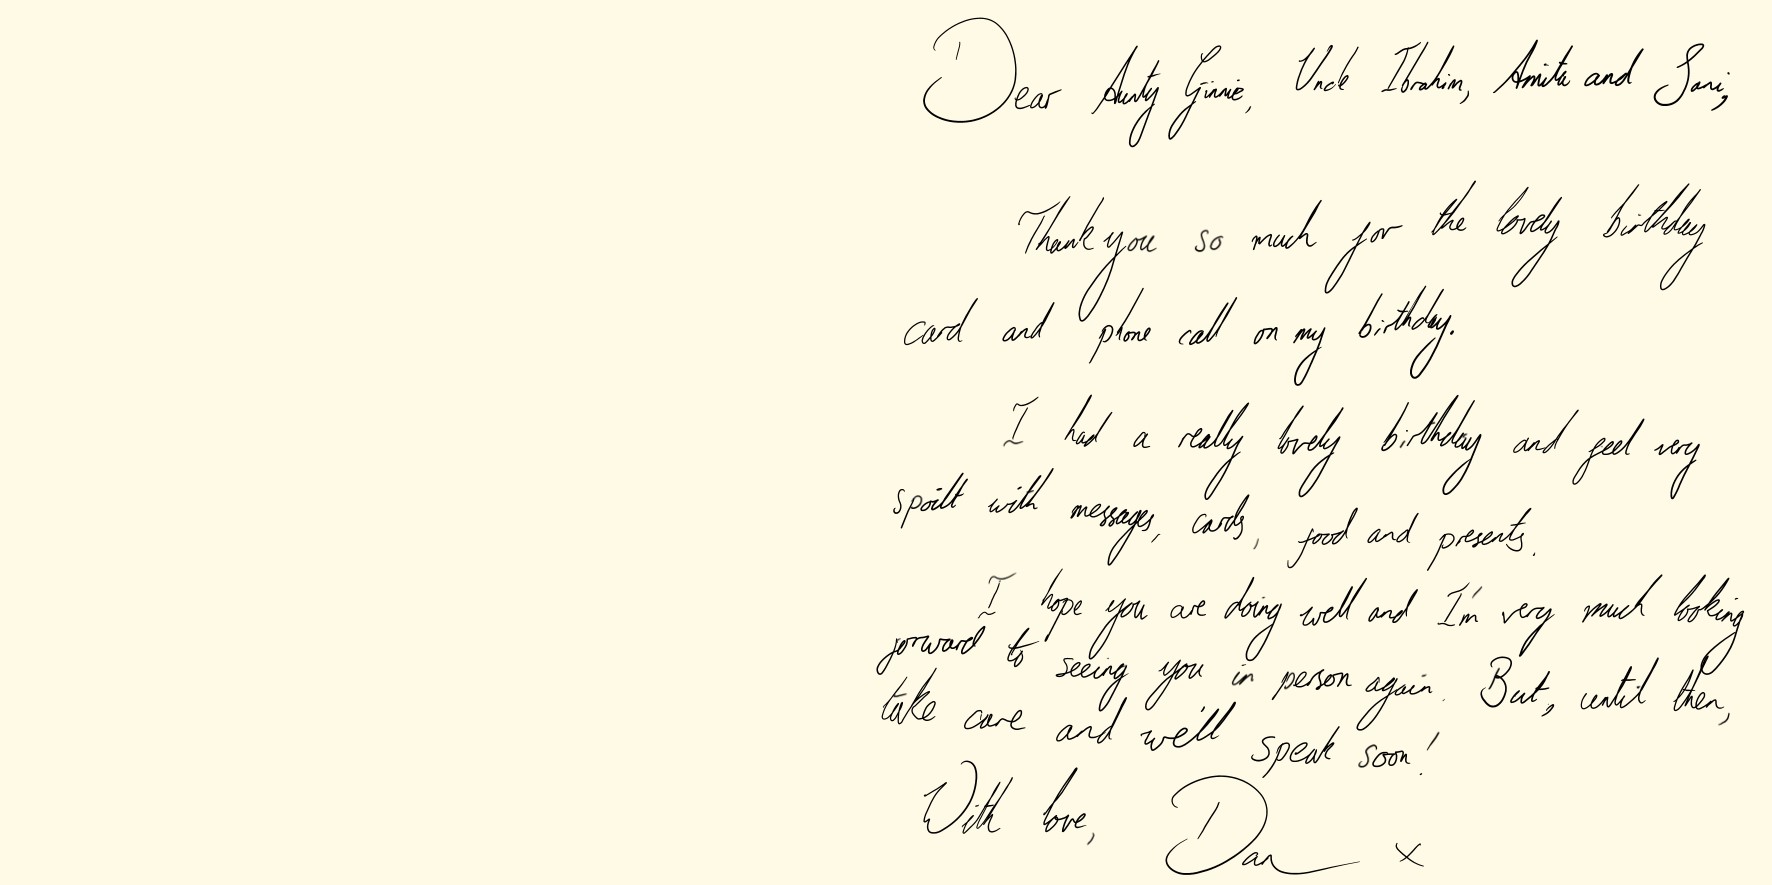 Dear Aunty Ginnie, Uncle Ibrahim, Amita and Sani,
Thank you so much for the lovely birthday
card and phone call on my birthday.
I had a really lovely birthday and feel very
spoilt with messages, cards, food and presents.
I hope you are doing well and I'm very much looking
forward to seeing you in person again. But, until then,
take care and we'll speak soon!
With love, Dan x